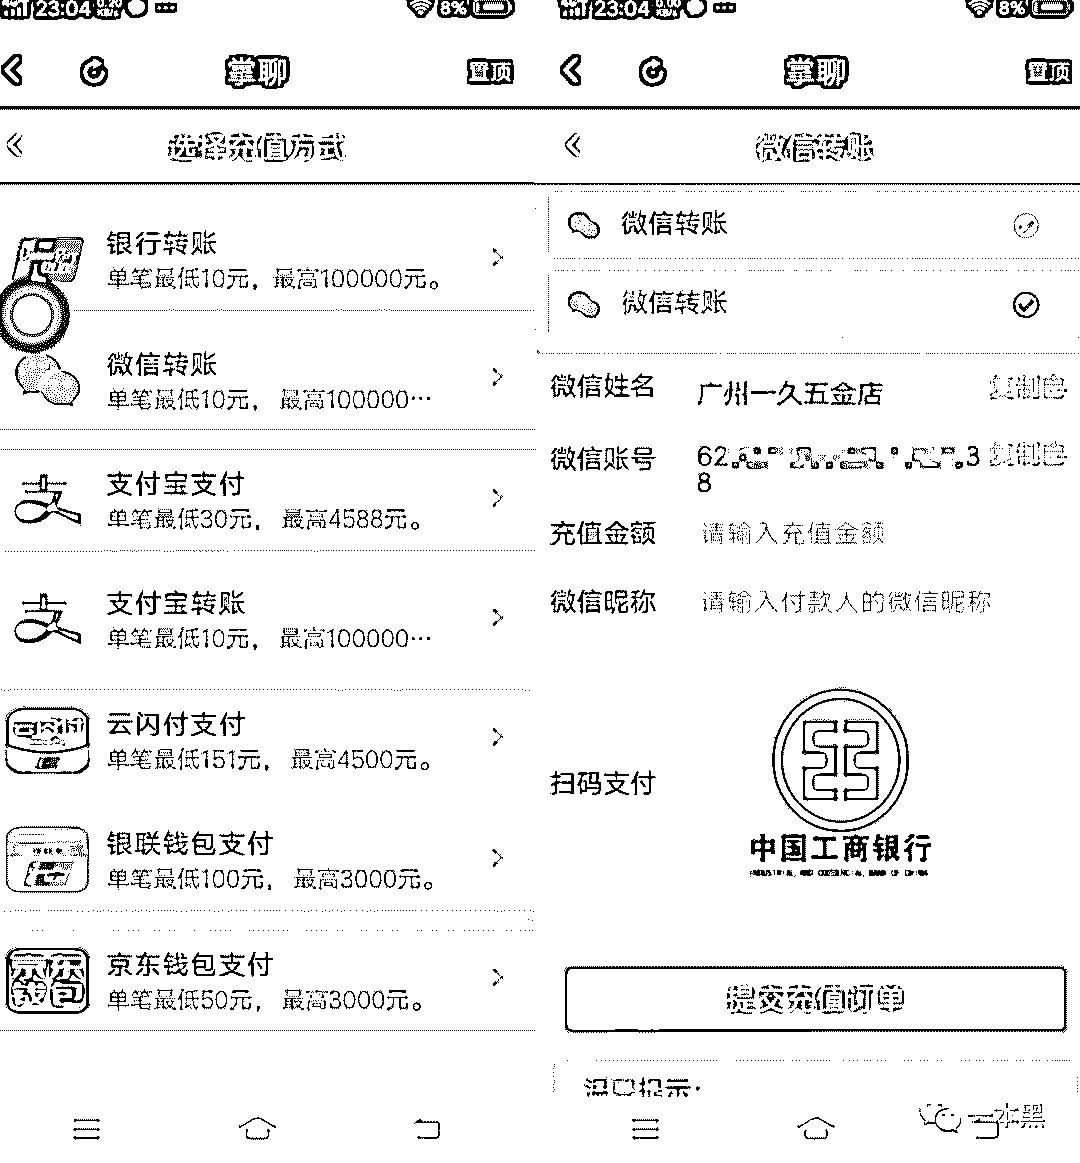 23:04
8%
掌聊
置顶
选择充值方式
银行转账
单笔最低10元，最高100000元。
微信转账
单笔最低10元， 最高100000…
支付宝支付
单笔最低30元， 最高4588元。
支付宝转账
单笔最低10元， 最高100000…
云闪付支付
单笔最低151元， 最高4500元。
银联钱包支付
单笔最低100元，最高3000元。
京东
钱包
京东钱包支付
单笔最低50元，最高3000元。
23:04
8%
掌聊
置顶
微信转账
微信转账
微信转账
微信姓名 广州一久五金店 复制
微信账号 62 3 复制
8
充值金额 请输入充值金额
微信昵称 请输入付款人的微信昵称
扫码支付
中国工商银行
INDUSTRIAL AND COMMERCIAL BANK OF CHINA
提交充值订单
温馨提示：
一本黑